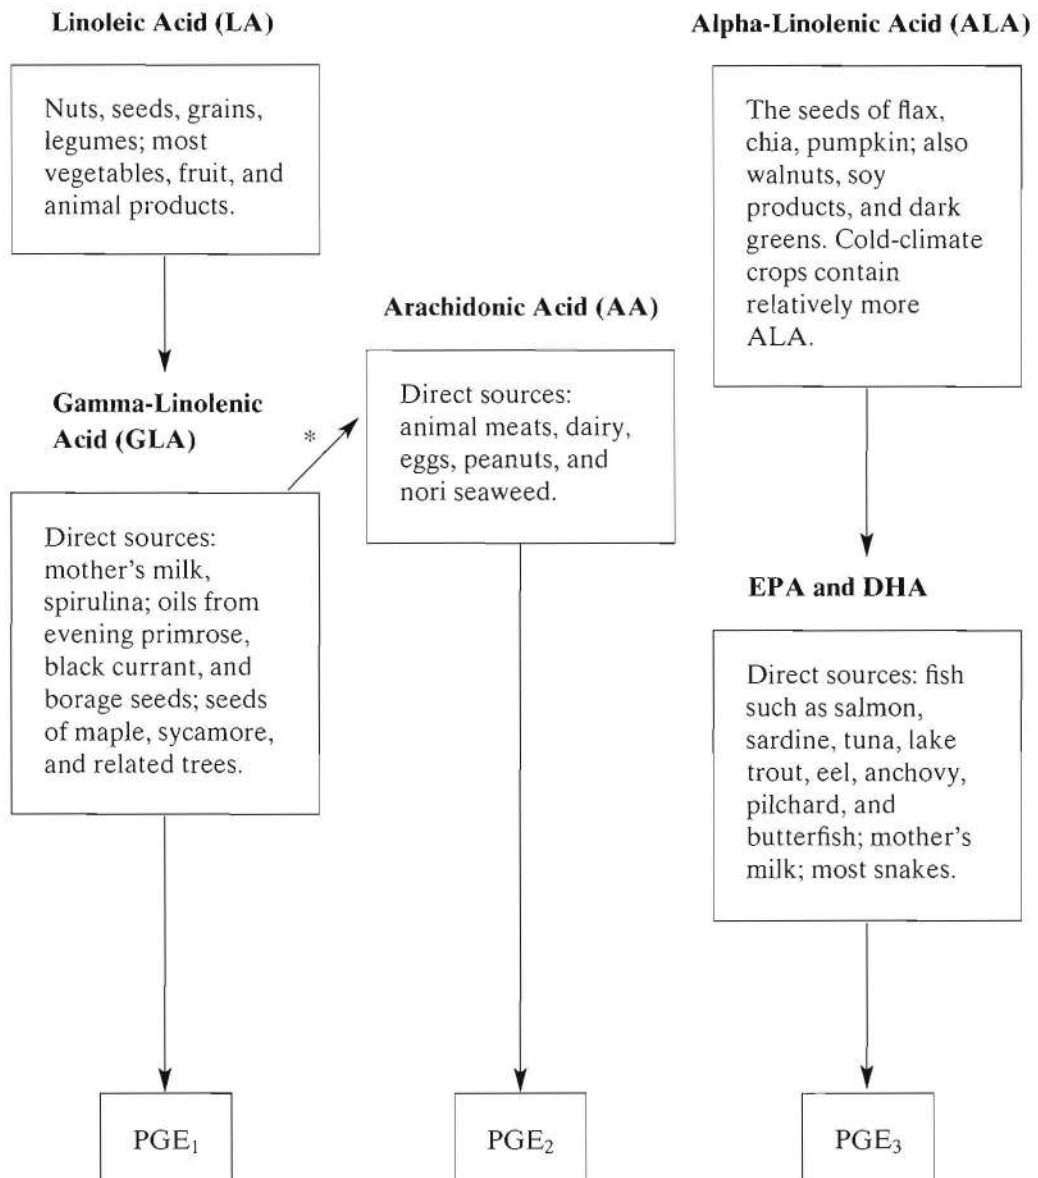 Linoleic Acid (LA)
Nuts, seeds, grains,
legumes; most
vegetables, fruit, and
animal products.
Gamma-Linolenic
Acid (GLA)
*
Direct sources:
mother's milk,
spirulina; oils from
evening primrose,
black currant, and
borage seeds; seeds
of maple, sycamore,
and related trees.
PGE₁
Arachidonic Acid (AA)
Direct sources:
animal meats, dairy,
eggs, peanuts, and
nori seaweed.
PGE₂
Alpha-Linolenic Acid (ALA)
The seeds of flax,
chia, pumpkin; also
walnuts, soy
products, and dark
greens. Cold-climate
crops contain
relatively more
ALA.
EPA and DHA
Direct sources: fish
such as salmon,
sardine, tuna, lake
trout, eel, anchovy,
pilchard, and
butterfish; mother's
milk; most snakes.
PGE₃